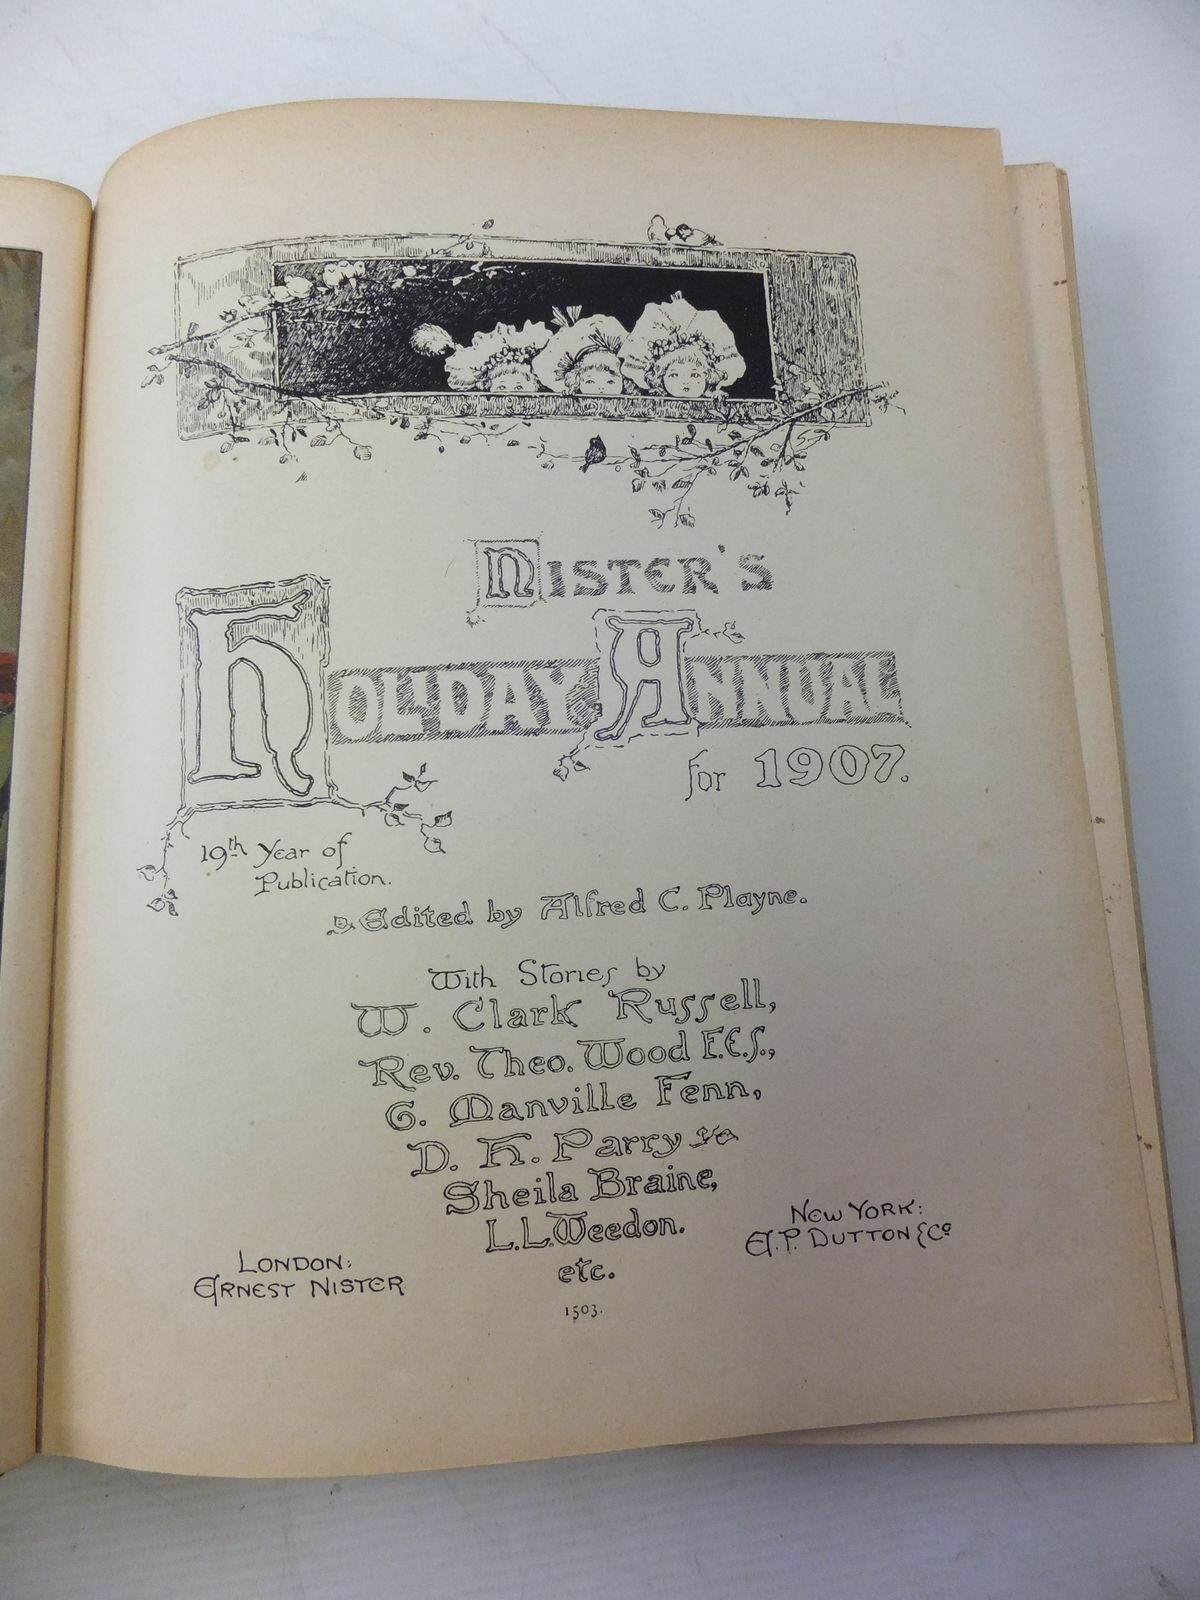 Nister's
Holiday Annual
for 1907.
19th Year of
Publication.
Edited by Alfred C. Playne.
With Stories by
W. Clark Russell,
Rev. Theo. Wood F.E.S.,
G. Manville Fenn,
D. H. Parry
Sheila Braine,
L.L. Weedon.
etc.
London:
Ernest Nister
New York:
E.P. Dutton & Co
1503.